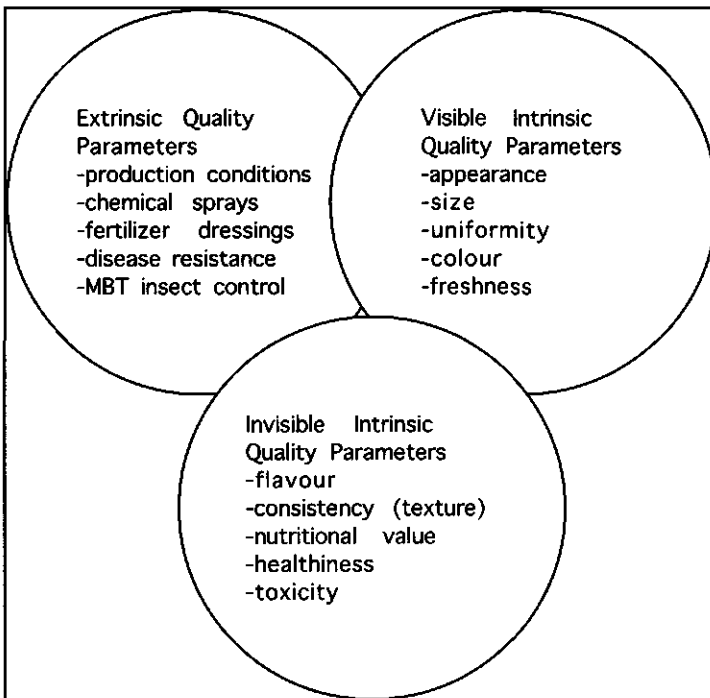 Extrinsic Quality
Parameters
-production conditions
-chemical sprays
-fertilizer dressings
-disease resistance
-MBT insect control
Visible Intrinsic
Quality Parameters
-appearance
-size
-uniformity
-colour
-freshness
Invisible Intrinsic
Quality Parameters
-flavour
-consistency (texture)
-nutritional value
-healthiness
-toxicity